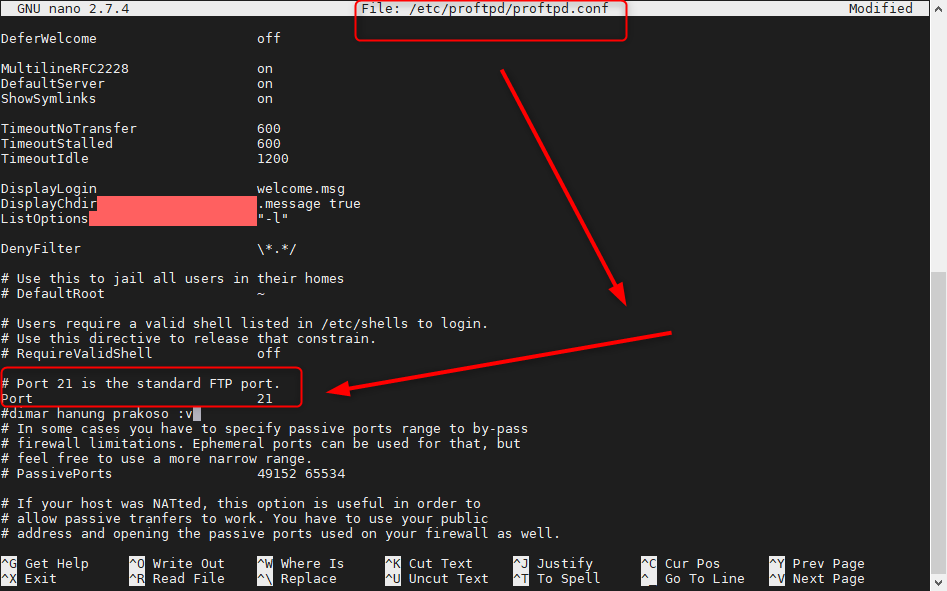 GNU nano 2.7.4 File: /etc/proftpd/proftpd.conf Modified
DeferWelcome off
MultilineRFC2228 on
DefaultServer on
ShowSymlinks on
TimeoutNoTransfer 600
TimeoutStalled 600
TimeoutIdle 1200
DisplayLogin welcome.msg
DisplayChdir .message true
ListOptions "-l"
DenyFilter \*.*/
# Use this to jail all users in their homes
# DefaultRoot ~
# Users require a valid shell listed in /etc/shells to login.
# Use this directive to release that constrain.
# RequireValidShell off
# Port 21 is the standard FTP port.
Port 21
#dimar hanung prakoso :v
# In some cases you have to specify passive ports range to by-pass
# firewall limitations. Ephemeral ports can be used for that, but
# feel free to use a more narrow range.
# PassivePorts 49152 65534
# If your host was NATted, this option is useful in order to
# allow passive tranfers to work. You have to use your public
# address and opening the passive ports used on your firewall as well.
^G Get Help ^O Write Out ^W Where Is ^K Cut Text ^J Justify ^C Cur Pos ^Y Prev Page
^X Exit ^R Read File ^\ Replace ^U Uncut Text ^T To Spell ^_ Go To Line ^V Next Page